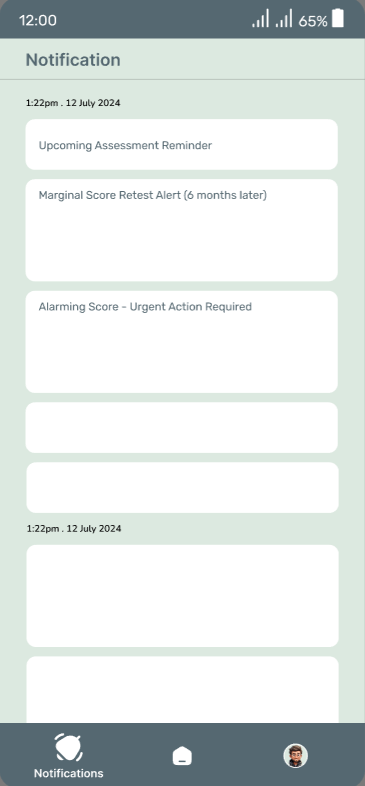 12:00 65%
Notification
1:22pm . 12 July 2024
Upcoming Assessment Reminder
Marginal Score Retest Alert (6 months later)
Alarming Score - Urgent Action Required
1:22pm . 12 July 2024
Notifications